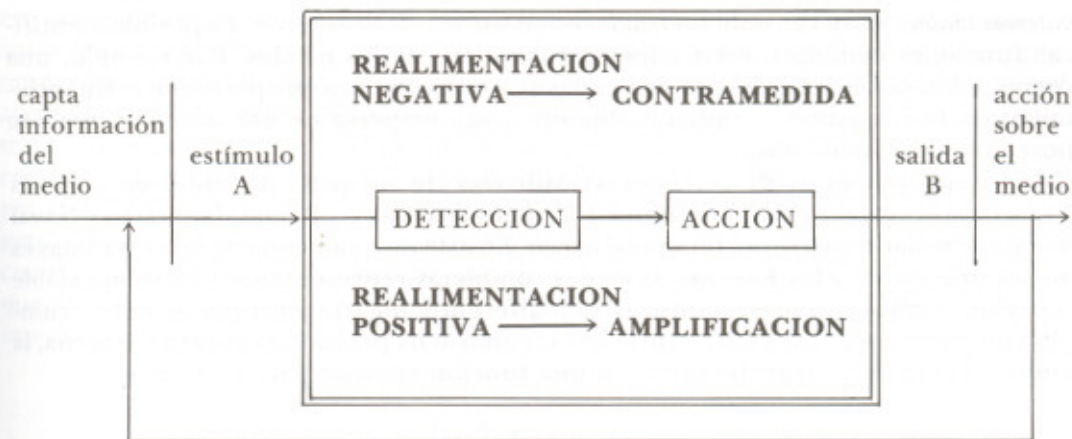 REALIMENTACION
NEGATIVA CONTRAMEDIDA
capta
información
del
medio
estímulo
A
DETECCION
ACCION
salida
B
acción
sobre
el
medio
REALIMENTACION
POSITIVA AMPLIFICACION